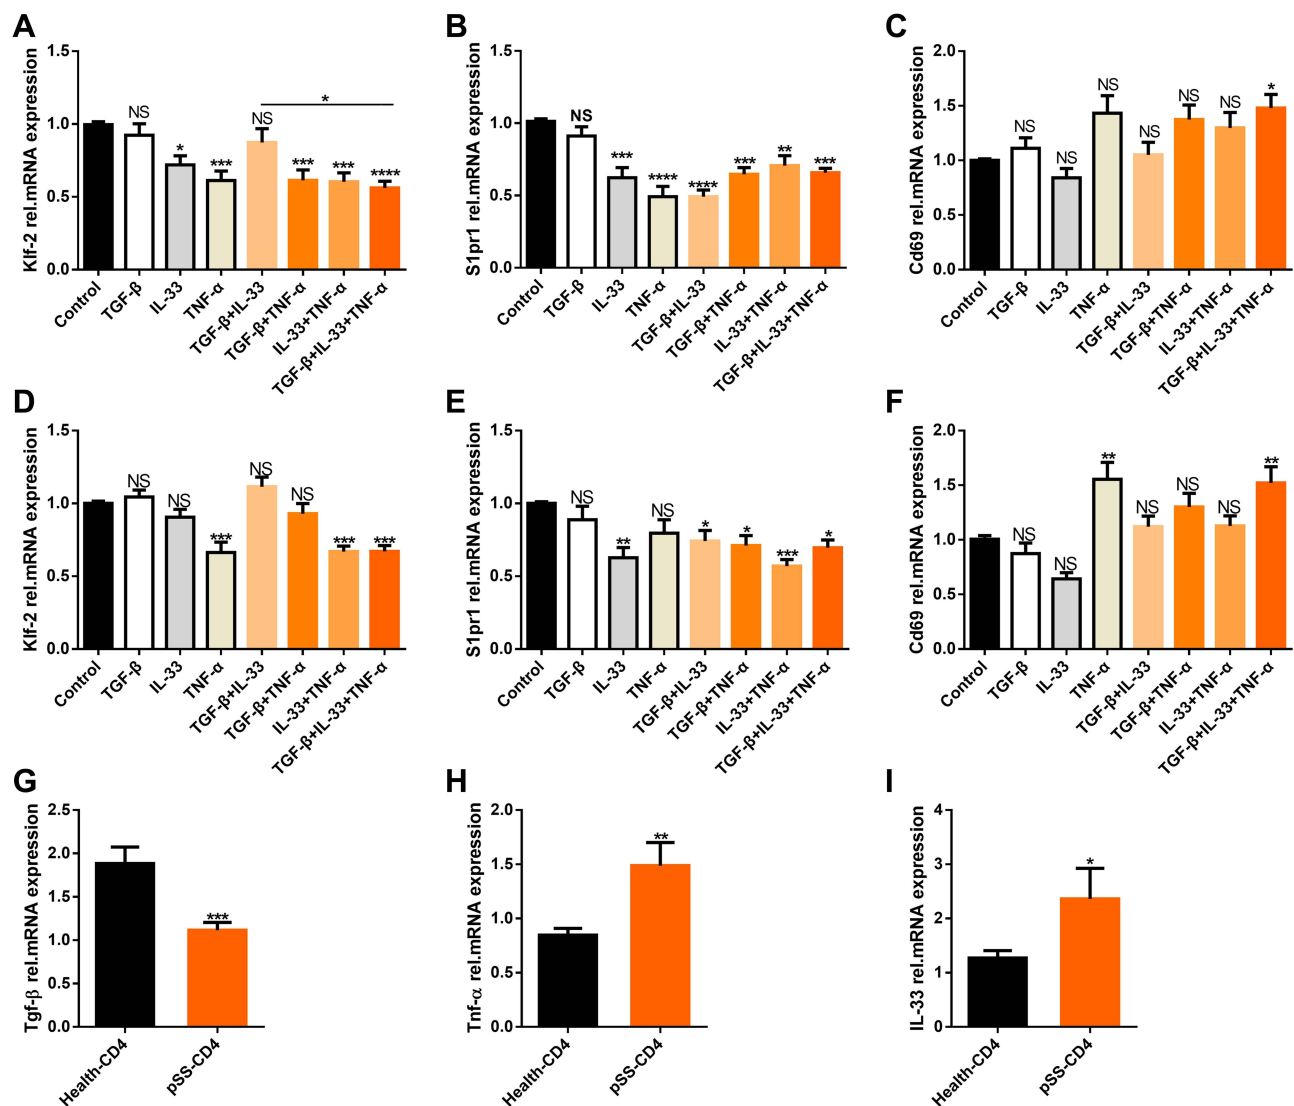 A
Klf-2 rel.mRNA expression
1.5
1.0
0.5
0.0
NS
*
***
NS
***
***
****
*
Control
TGF-β
IL-33
TNF-α
TGF-β+IL-33
TGF-β+TNF-α
IL-33+TNF-α
TGF-β+IL-33+TNF-α
B
S1pr1 rel.mRNA expression
1.5
1.0
0.5
0.0
NS
***
****
****
***
**
***
Control
TGF-β
IL-33
TNF-α
TGF-β+IL-33
TGF-β+TNF-α
IL-33+TNF-α
TGF-β+IL-33+TNF-α
C
Cd69 rel.mRNA expression
2.0
1.5
1.0
0.5
0.0
NS
NS
NS
NS
NS
NS
*
Control
TGF-β
IL-33
TNF-α
TGF-β+IL-33
TGF-β+TNF-α
IL-33+TNF-α
TGF-β+IL-33+TNF-α
D
Klf-2 rel.mRNA expression
1.5
1.0
0.5
0.0
NS
NS
***
NS
NS
***
***
Control
TGF-β
IL-33
TNF-α
TGF-β+IL-33
TGF-β+TNF-α
IL-33+TNF-α
TGF-β+IL-33+TNF-α
E
S1pr1 rel.mRNA expression
1.5
1.0
0.5
0.0
NS
**
NS
*
*
***
*
Control
TGF-β
IL-33
TNF-α
TGF-β+IL-33
TGF-β+TNF-α
IL-33+TNF-α
TGF-β+IL-33+TNF-α
F
Cd69 rel.mRNA expression
2.0
1.5
1.0
0.5
0.0
NS
NS
**
NS
NS
NS
**
Control
TGF-β
IL-33
TNF-α
TGF-β+IL-33
TGF-β+TNF-α
IL-33+TNF-α
TGF-β+IL-33+TNF-α
G
Tgf-β rel.mRNA expression
2.5
2.0
1.5
1.0
0.5
0.0
***
Health-CD4
pSS-CD4
H
Tnf-α rel.mRNA expression
2.0
1.5
1.0
0.5
0.0
**
Health-CD4
pSS-CD4
I
IL-33 rel.mRNA expression
4
3
2
1
0
*
Health-CD4
pSS-CD4